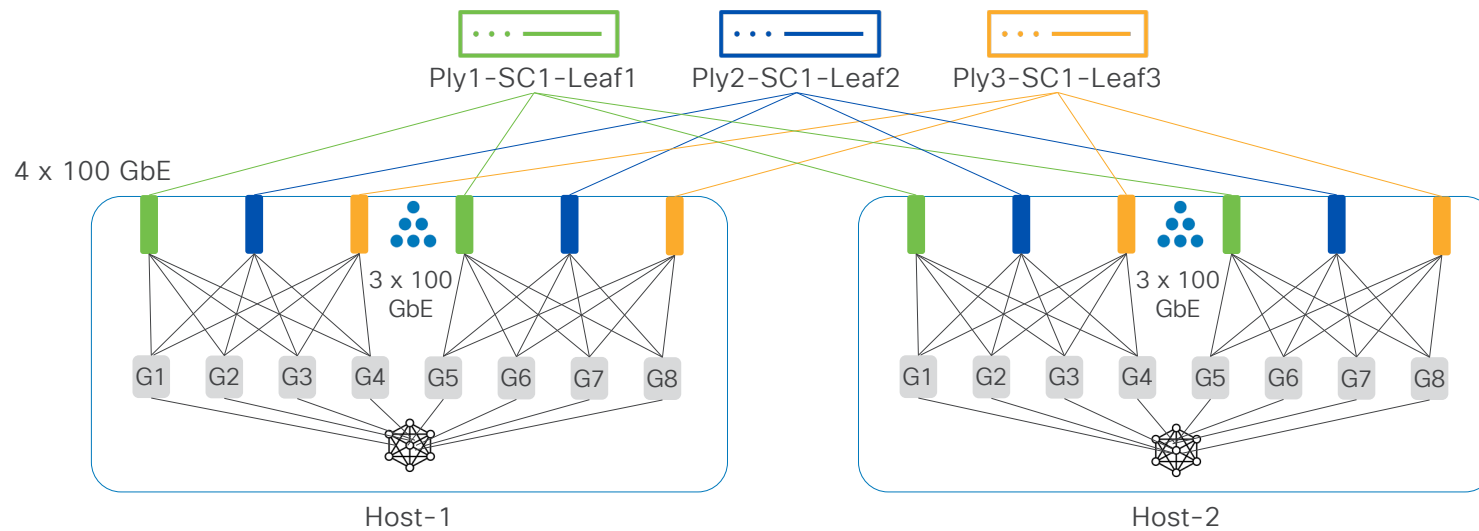 Ply1-SC1-Leaf1
Ply2-SC1-Leaf2
Ply3-SC1-Leaf3
4 x 100 GbE
3 x 100
GbE
3 x 100
GbE
G1
G2
G3
G4
G5
G6
G7
G8
G1
G2
G3
G4
G5
G6
G7
G8
Host-1
Host-2